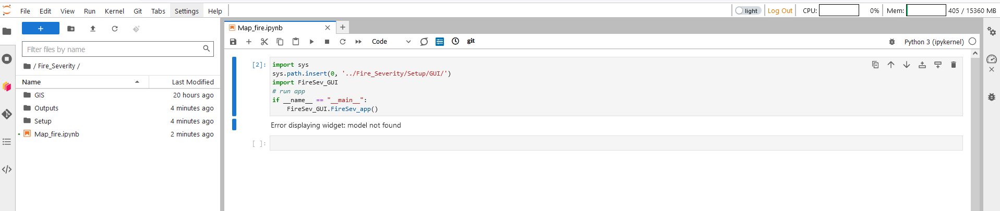 File Edit View Run Kernel Git Tabs Settings Help light Log Out CPU: 0% Mem: 405 / 15360 MB
Filter files by name
/ Fire_Severity /
Name Last Modified
GIS 20 hours ago
Outputs 4 minutes ago
Setup 4 minutes ago
Map_fire.ipynb 2 minutes ago
Map_fire.ipynb
Code git Python 3 (ipykernel)
[2]: import sys
sys.path.insert(0, '../Fire_Severity/Setup/GUI/')
import FireSev_GUI
# run app
if __name__ == "__main__":
    FireSev_GUI.FireSev_app()
Error displaying widget: model not found
[ ]: